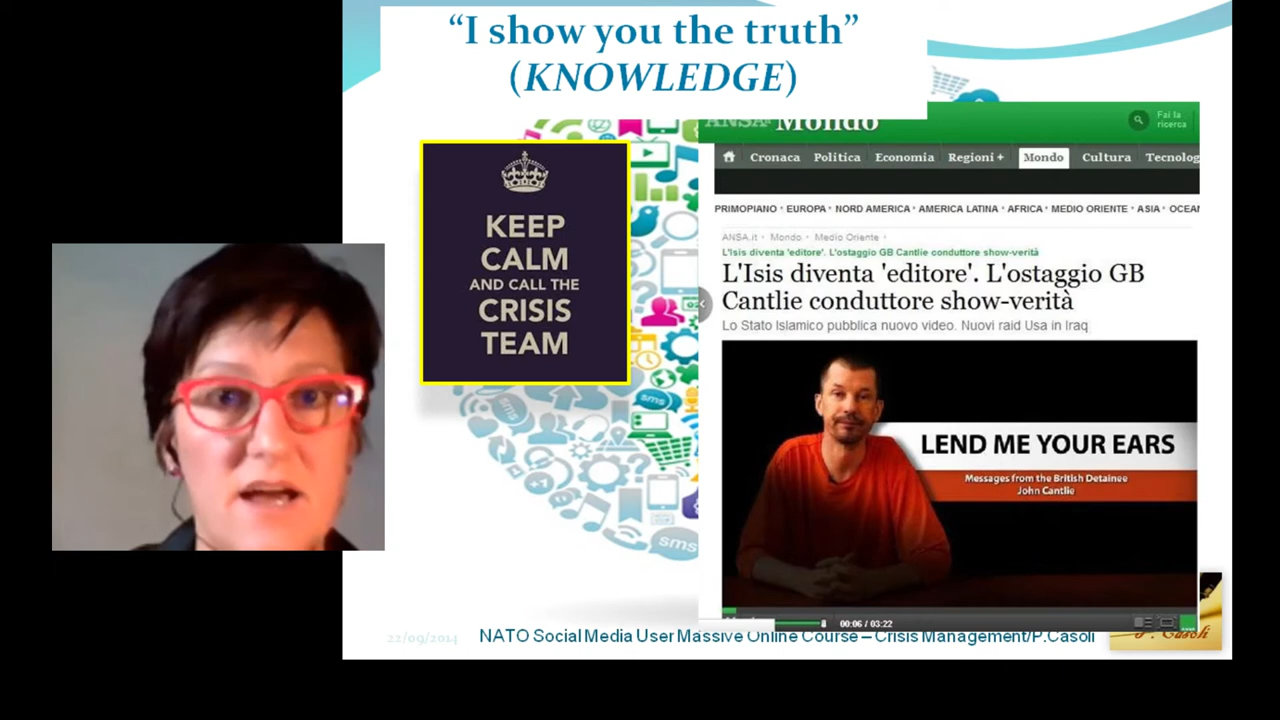 “I show you the truth”
(KNOWLEDGE)
KEEP
CALM
AND CALL THE
CRISIS
TEAM
ANSA Mondo
Fai la
ricerca
Cronaca Politica Economia Regioni + Mondo Cultura Tecnolog
PRIMOPIANO • EUROPA • NORD AMERICA • AMERICA LATINA • AFRICA • MEDIO ORIENTE • ASIA • OCEAN
ANSA.it › Mondo › Medio Oriente ›
L'Isis diventa 'editore'. L'ostaggio GB Cantlie conduttore show-verità
L'Isis diventa 'editore'. L'ostaggio GB
Cantlie conduttore show-verità
Lo Stato Islamico pubblica nuovo video. Nuovi raid Usa in Iraq
LEND ME YOUR EARS
Messages from the British Detainee
John Cantlie
00:06 / 03:22
sms
sms
sms
22/09/2014
NATO Social Media User Massive Online Course – Crisis Management/P.Casoli
P. Casoli